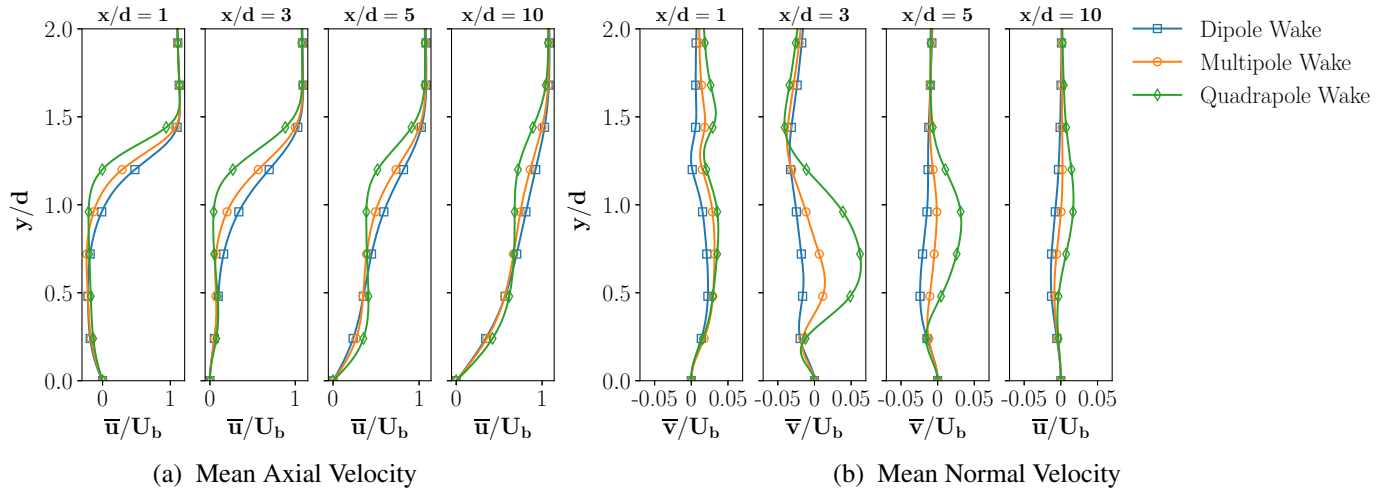 x/d = 1 x/d = 3 x/d = 5 x/d = 10 x/d = 1 x/d = 3 x/d = 5 x/d = 10
2.0 2.0
1.5 1.5
y/d 1.0 y/d 1.0
0.5 0.5
0.0 0.0
0 1 0 1 0 1 0 1 -0.05 0 0.05 -0.05 0 0.05 -0.05 0 0.05 -0.05 0 0.05
u̅/U_b u̅/U_b u̅/U_b u̅/U_b v̅/U_b v̅/U_b v̅/U_b u̅/U_b
(a) Mean Axial Velocity (b) Mean Normal Velocity
Dipole Wake
Multipole Wake
Quadrapole Wake